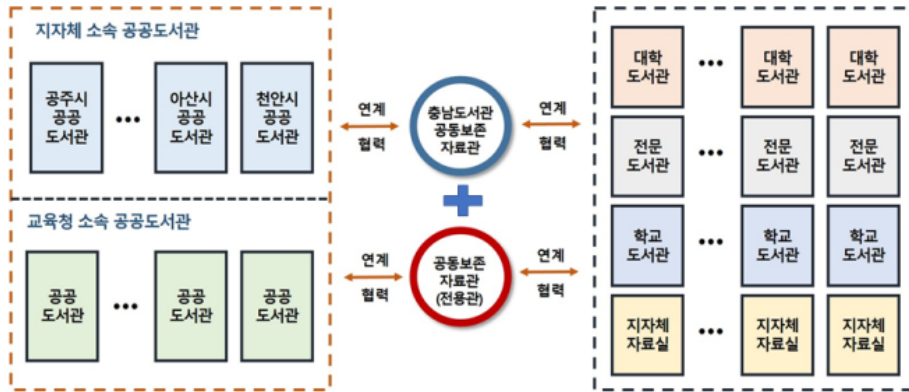 지자체 소속 공공도서관
공주시
공공
도서관
•••
아산시
공공
도서관
천안시
공공
도서관
교육청 소속 공공도서관
공공
도서관
•••
공공
도서관
공공
도서관
연계
협력
연계
협력
충남도서관
공동보존
자료관
공동보존
자료관
(전용관)
연계
협력
연계
협력
대학
도서관
•••
대학
도서관
대학
도서관
전문
도서관
•••
전문
도서관
전문
도서관
학교
도서관
•••
학교
도서관
학교
도서관
지자체
자료실
•••
지자체
자료실
지자체
자료실